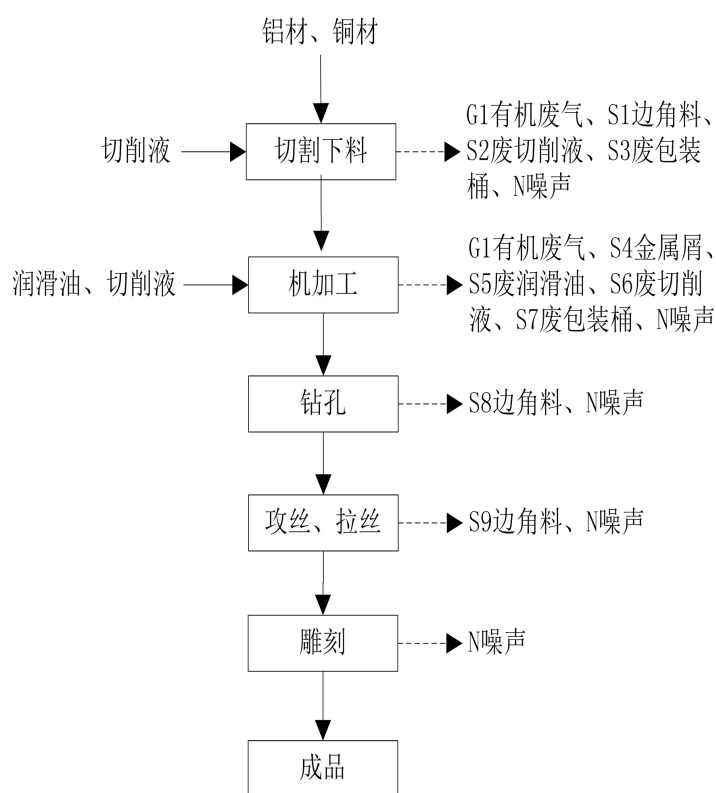 铝材、铜材
切削液
切割下料
G1有机废气、S1边角料、
S2废切削液、S3废包装
桶、N噪声
润滑油、切削液
机加工
G1有机废气、S4金属屑、
S5废润滑油、S6废切削
液、S7废包装桶、N噪声
钻孔
S8边角料、N噪声
攻丝、拉丝
S9边角料、N噪声
雕刻
N噪声
成品